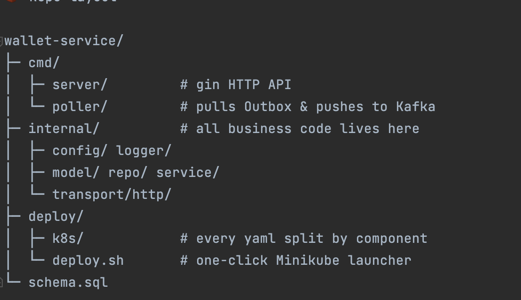 wallet-service/
├─ cmd/
│  ├─ server/         # gin HTTP API
│  └─ poller/         # pulls Outbox & pushes to Kafka
├─ internal/          # all business code lives here
│  ├─ config/ logger/
│  ├─ model/ repo/ service/
│  └─ transport/http/
├─ deploy/
│  ├─ k8s/            # every yaml split by component
│  └─ deploy.sh       # one-click Minikube launcher
└─ schema.sql